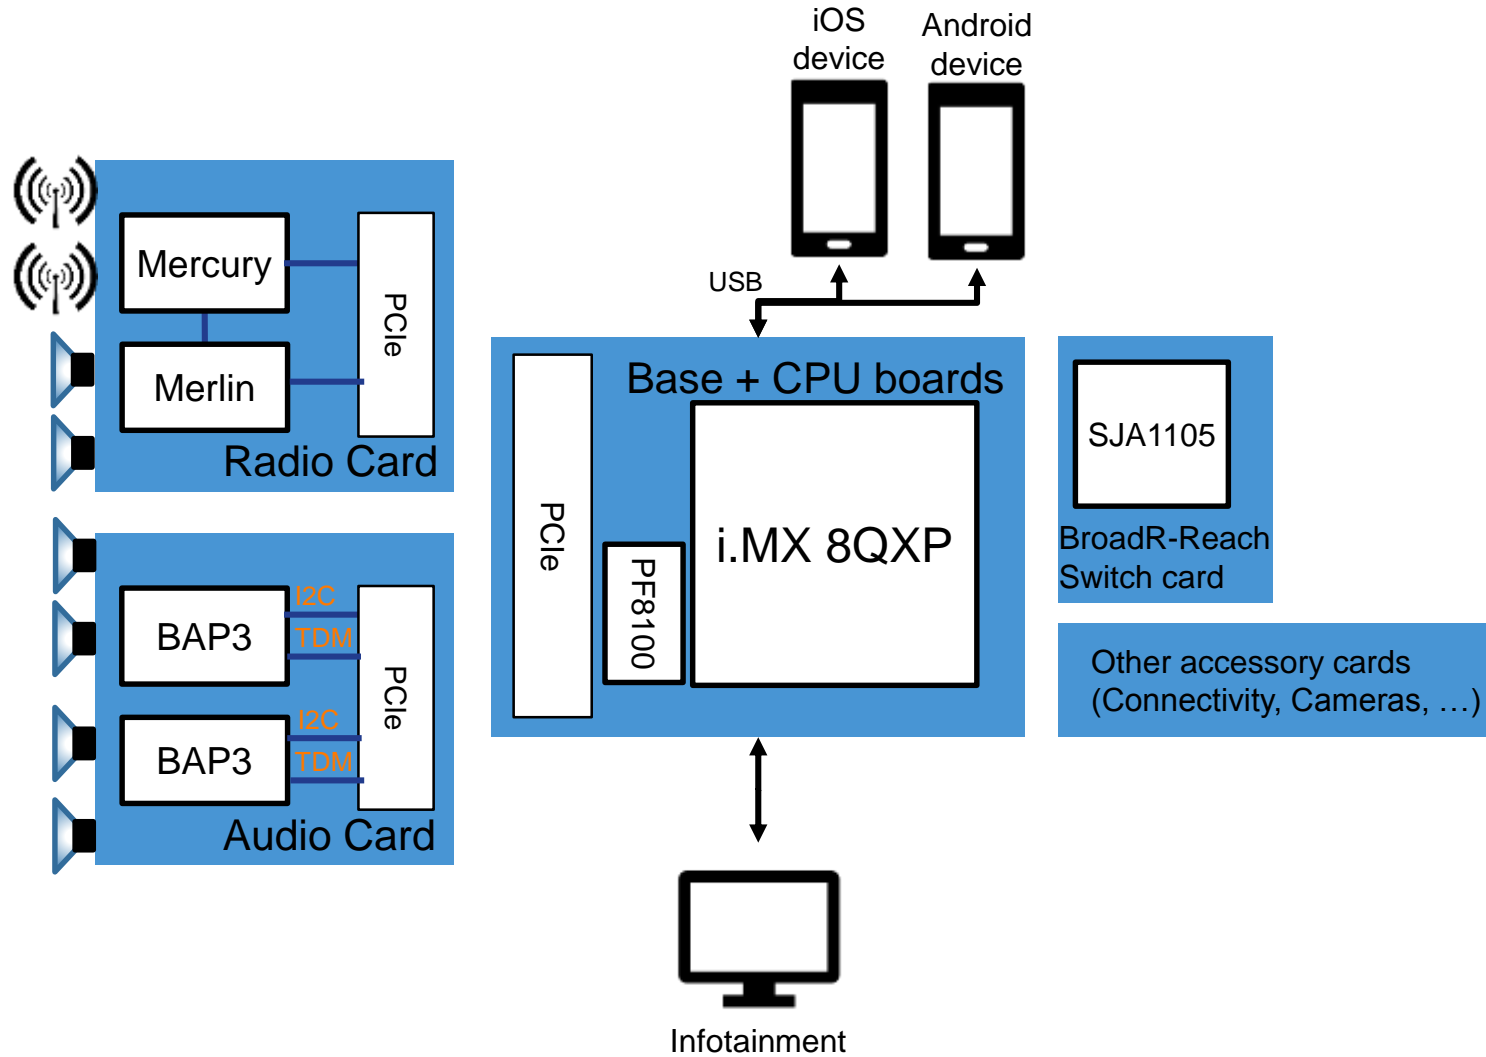 iOS
device
Android
device
USB
Mercury
Merlin
PCIe
Radio Card
I2C
TDM
BAP3
I2C
TDM
BAP3
PCIe
Audio Card
Base + CPU boards
PCIe
PF8100
i.MX 8QXP
SJA1105
BroadR-Reach
Switch card
Other accessory cards
(Connectivity, Cameras, …)
Infotainment